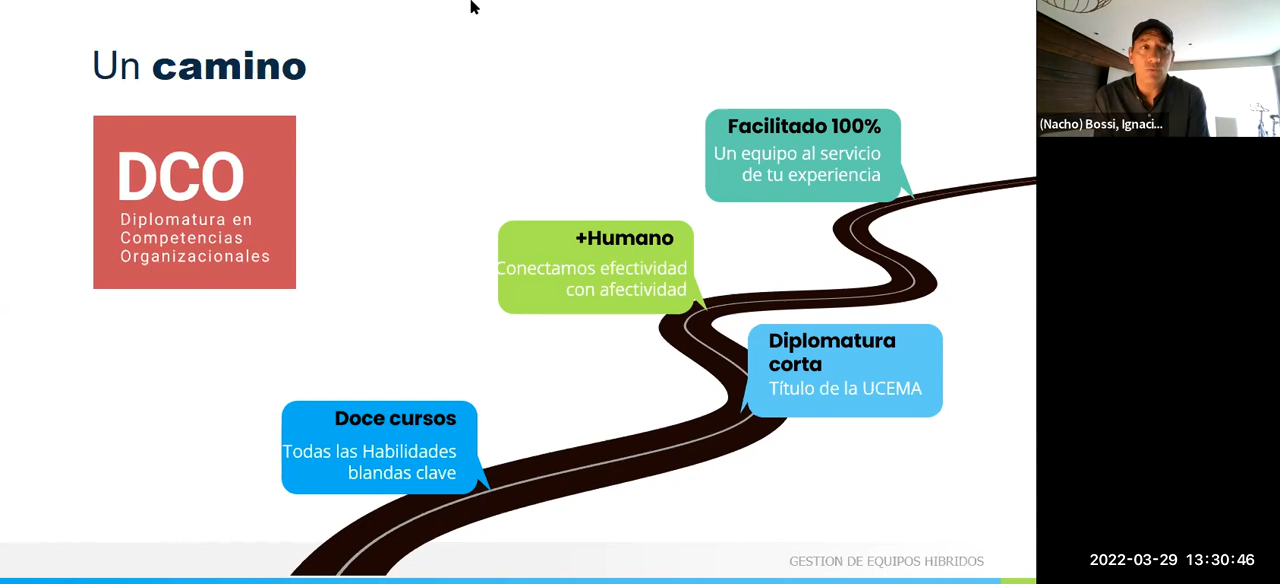 Un camino
DCO
Diplomatura en
Competencias
Organizacionales
Facilitado 100%
Un equipo al servicio
de tu experiencia
+Humano
Conectamos efectividad
con afectividad
Diplomatura
corta
Título de la UCEMA
Doce cursos
Todas las Habilidades
blandas clave
GESTION DE EQUIPOS HIBRIDOS
(Nacho) Bossi, Ignaci...
2022-03-29 13:30:46